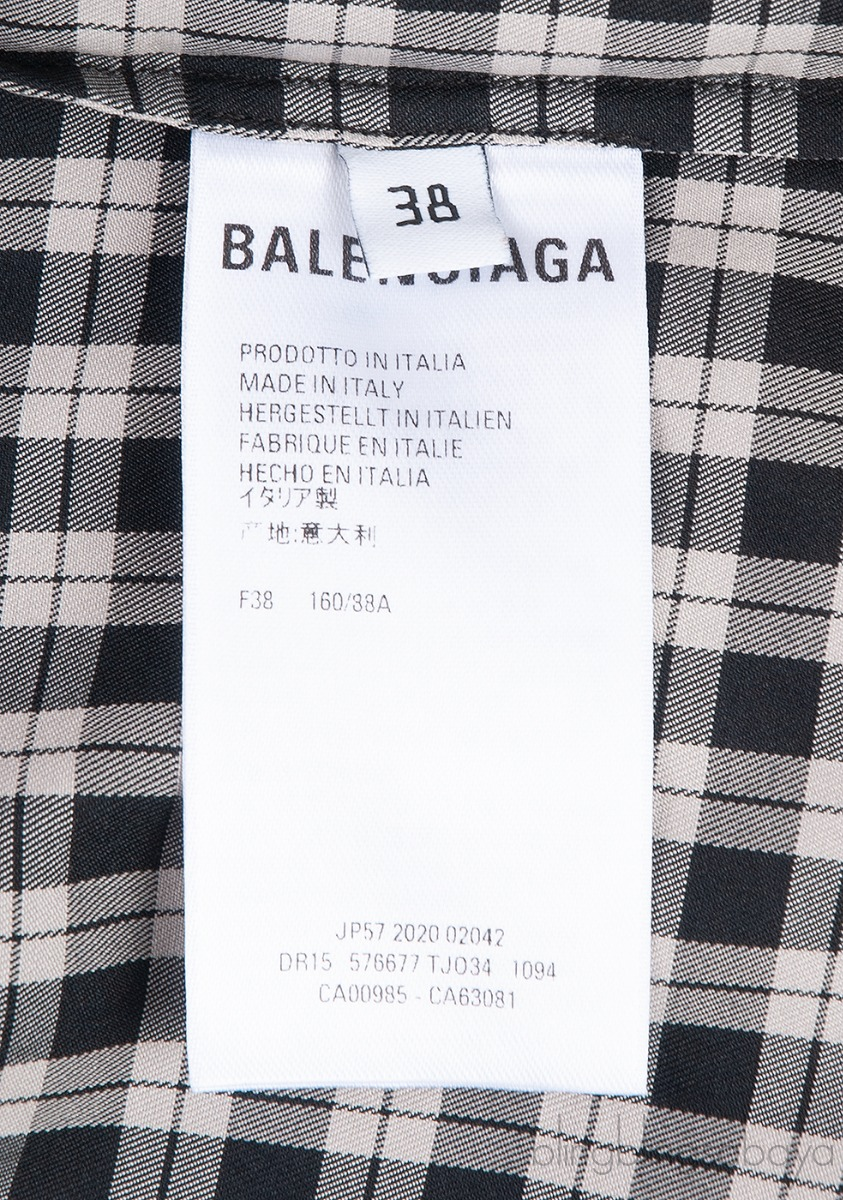 38
BALENCIAGA
PRODOTTO IN ITALIA
MADE IN ITALY
HERGESTELLT IN ITALIEN
FABRIQUE EN ITALIE
HECHO EN ITALIA
イタリア製
产地:意大利
F38 160/88A
JP57 2020 02042
DR15 576677 TJO34 1094
CA00985 - CA63081